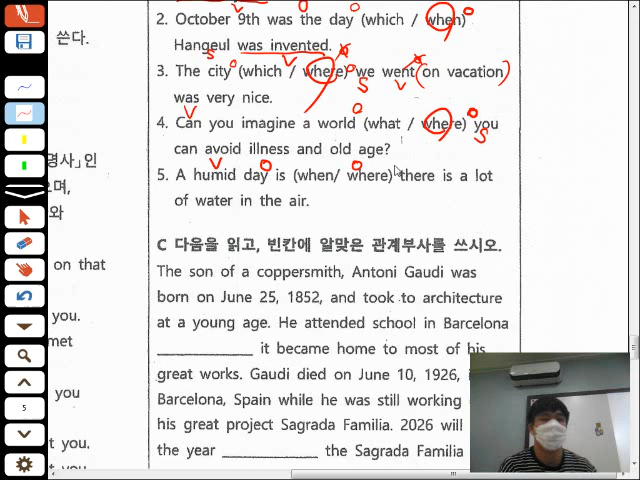 쓴다.
2. October 9th was the day (which / when)
Hangeul was invented.
3. The city (which / where) we went (on vacation)
was very nice.
4. Can you imagine a world (what / where) you
can avoid illness and old age?
5. A humid day is (when/ where) there is a lot
of water in the air.
명사」인
며,
와
on that
you.
met
you
t you.
t you.
C 다음을 읽고, 빈칸에 알맞은 관계부사를 쓰시오.
The son of a coppersmith, Antoni Gaudi was
born on June 25, 1852, and took to architecture
at a young age. He attended school in Barcelona
____________ it became home to most of his
great works. Gaudi died on June 10, 1926,
Barcelona, Spain while he was still working
his great project Sagrada Familia. 2026 will
the year ____________ the Sagrada Familia
5